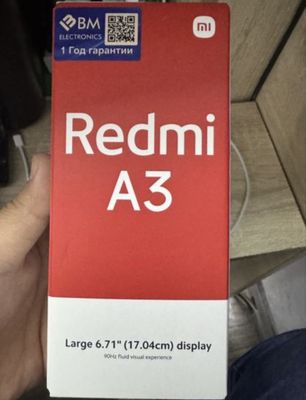 BM
ELECTRONICS
1 Год гарантии
mi
Redmi
A3
Large 6.71" (17.04cm) display
90Hz fluid visual experience